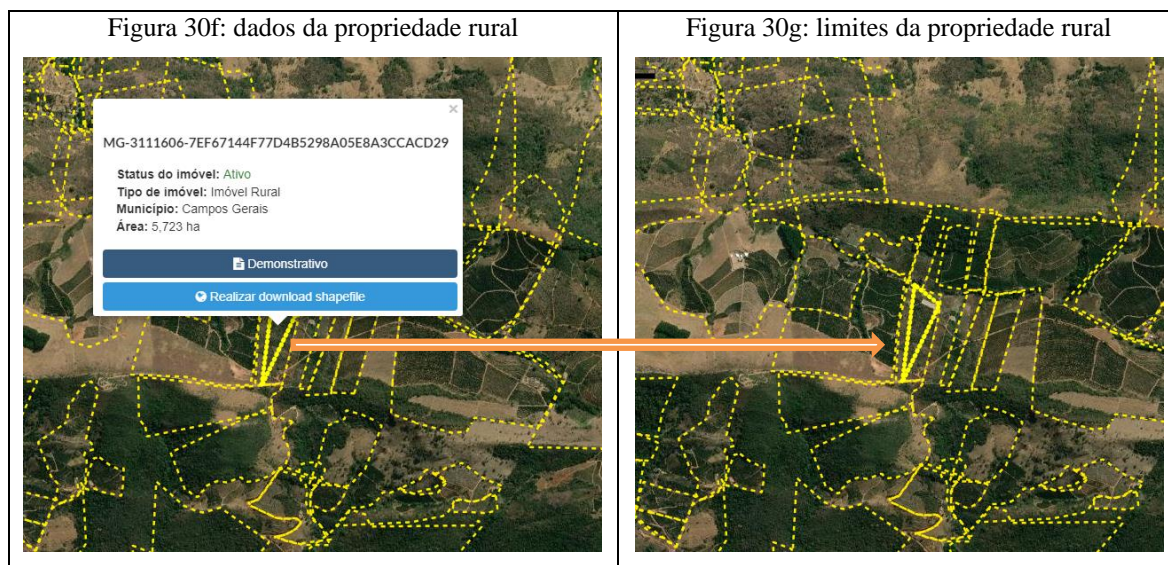 Figura 30f: dados da propriedade rural
Figura 30g: limites da propriedade rural
×
MG-3111606-7EF67144F77D4B5298A05E8A3CCACD29
Status do imóvel: Ativo
Tipo de imóvel: Imóvel Rural
Município: Campos Gerais
Área: 5,723 ha
Demonstrativo
Realizar download shapefile